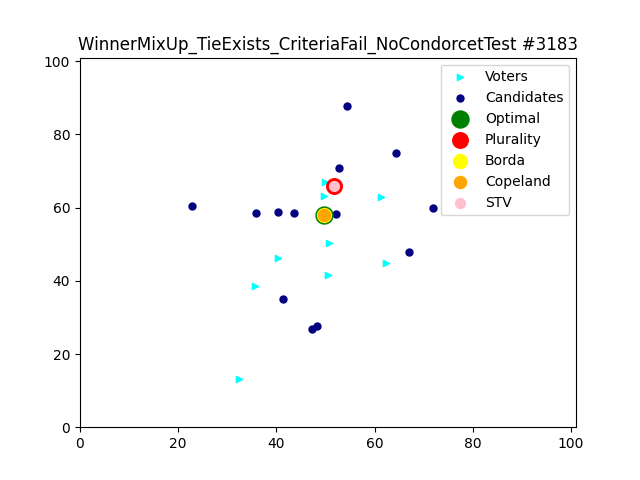 WinnerMixUp_TieExists_CriteriaFail_NoCondorcetTest #3183
100
80
60
40
20
0
0 20 40 60 80 100
Voters
Candidates
Optimal
Plurality
Borda
Copeland
STV